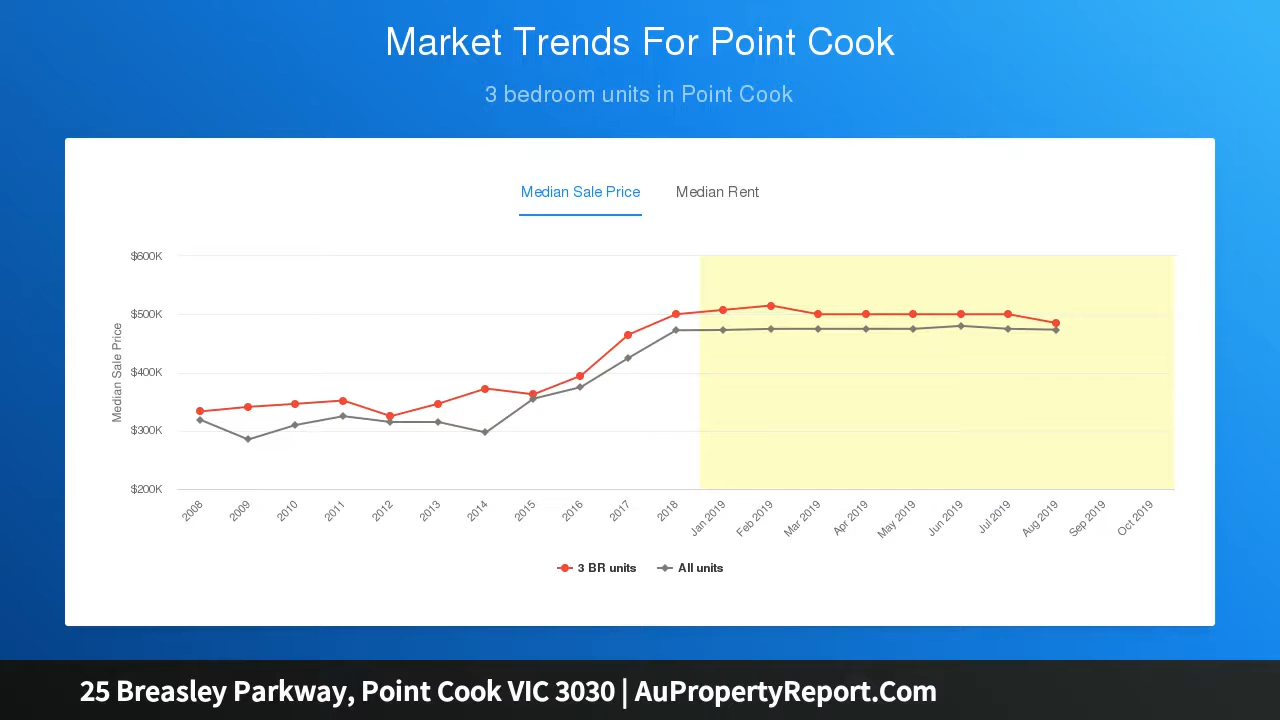 Market Trends For Point Cook
3 bedroom units in Point Cook
Median Sale Price Median Rent
$600K
$500K
$400K
$300K
$200K
Median Sale Price
2008 2009 2010 2011 2012 2013 2014 2015 2016 2017 2018 Jan 2019 Feb 2019 Mar 2019 Apr 2019 May 2019 Jun 2019 Jul 2019 Aug 2019 Sep 2019 Oct 2019
3 BR units All units
25 Breasley Parkway, Point Cook VIC 3030 | AuPropertyReport.Com